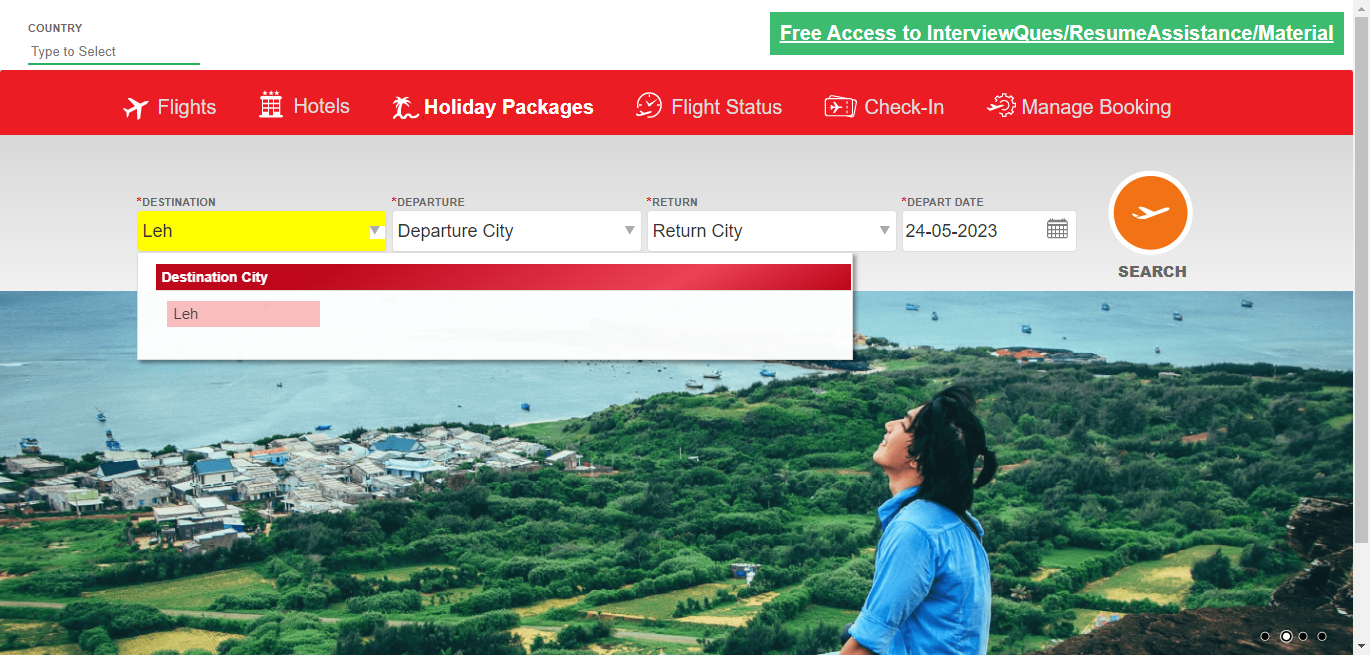 COUNTRY
Type to Select
Free Access to InterviewQues/ResumeAssistance/Material
Flights Hotels Holiday Packages Flight Status Check-In Manage Booking
*DESTINATION *DEPARTURE *RETURN *DEPART DATE
Leh Departure City Return City 24-05-2023
SEARCH
Destination City
Leh